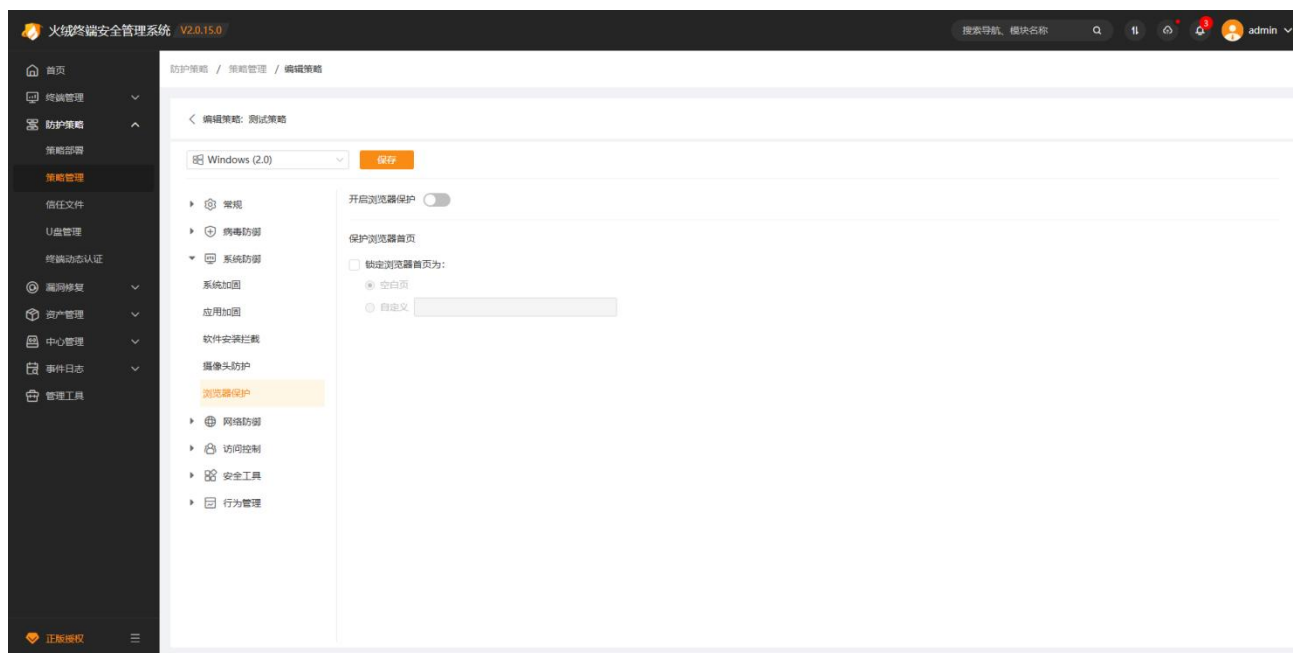 火绒终端安全管理系统 V2.0.15.0
搜索导航、模块名称
3
admin
首页
终端管理
防护策略
策略部署
策略管理
信任文件
U盘管理
终端动态认证
漏洞修复
资产管理
中心管理
事件日志
管理工具
正版授权
防护策略 / 策略管理 / 编辑策略
编辑策略: 测试策略
Windows (2.0)
保存
常规
病毒防御
系统防御
系统加固
应用加固
软件安装拦截
摄像头防护
浏览器保护
网络防御
访问控制
安全工具
行为管理
开启浏览器保护
保护浏览器首页
锁定浏览器首页为:
空白页
自定义